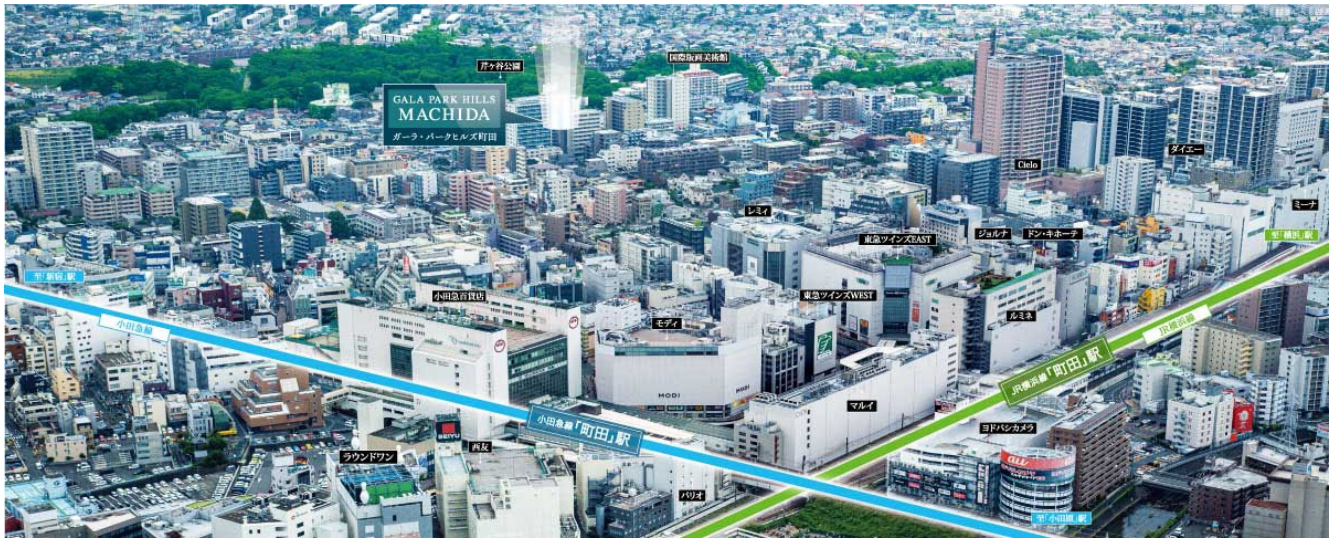 芹ヶ谷公園
国際版画美術館
GALA PARK HILLS
MACHIDA
ガーラ・パークヒルズ町田
Cielo
ダイエー
ミーナ
レミィ
東急ツインズEAST
ジョルナ
ドン・キホーテ
至「横浜」駅
至「新宿」駅
小田急百貨店
東急ツインズWEST
ルミネ
小田急線
モディ
JR横浜線
JR横浜線「町田」駅
MODI
マルイ
小田急線「町田」駅
ヨドバシカメラ
SEIYU
西友
ラウンドワン
au
パリオ
至「小田原」駅